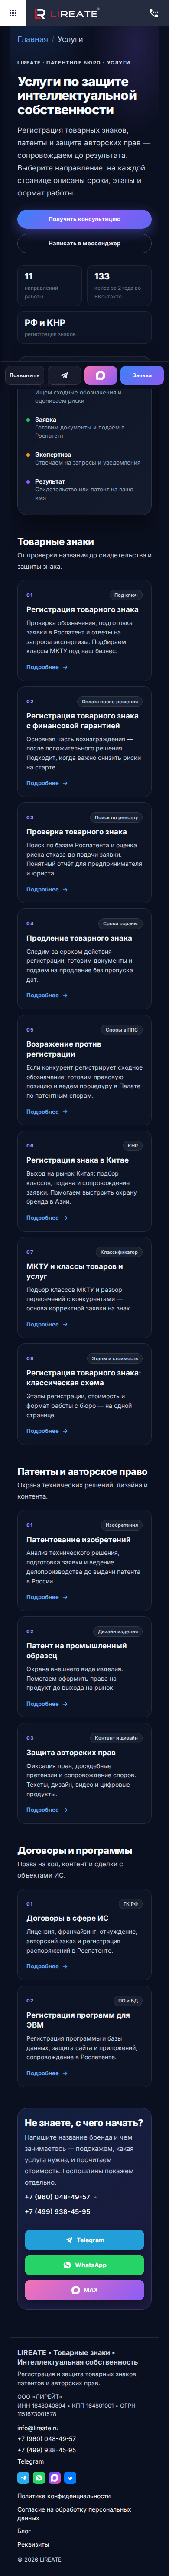 LIREATE®
Главная / Услуги
LIREATE · ПАТЕНТНОЕ БЮРО · УСЛУГИ
Услуги по защите
интеллектуальной
собственности
Регистрация товарных знаков,
патенты и защита авторских прав —
сопровождаем до результата.
Выберите направление: на каждой
странице описаны сроки, этапы и
формат работы.
Получить консультацию
Написать в мессенджер
11
направлений
работы
133
кейса за 2 года во
ВКонтакте
РФ и КНР
регистрация знаков
Позвонить
Заявка
Ищем сходные обозначения и
оцениваем риски
Заявка
Готовим документы и подаём в
Роспатент
Экспертиза
Отвечаем на запросы и уведомления
Результат
Свидетельство или патент на ваше
имя
Товарные знаки
От проверки названия до свидетельства и
защиты знака.
01
Под ключ
Регистрация товарного знака
Проверка обозначения, подготовка
заявки в Роспатент и ответы на
запросы экспертизы. Подбираем
классы МКТУ под ваш бизнес.
Подробнее →
02
Оплата после решения
Регистрация товарного знака
с финансовой гарантией
Основная часть вознаграждения —
после положительного решения.
Подходит, когда важно снизить риски
на старте.
Подробнее →
03
Поиск по реестру
Проверка товарного знака
Поиск по базам Роспатента и оценка
риска отказа до подачи заявки.
Понятный отчёт для предпринимателя
и юриста.
Подробнее →
04
Сроки охраны
Продление товарного знака
Следим за сроком действия
регистрации, готовим документы и
подаём на продление без пропуска
дат.
Подробнее →
05
Споры в ППС
Возражение против
регистрации
Если конкурент регистрирует сходное
обозначение: готовим правовую
позицию и ведём процедуру в Палате
по патентным спорам.
Подробнее →
06
КНР
Регистрация знака в Китае
Выход на рынок Китая: подбор
классов, подача и сопровождение
заявки. Помогаем выстроить охрану
бренда в Азии.
Подробнее →
07
Классификатор
МКТУ и классы товаров и
услуг
Подбор классов МКТУ и разбор
пересечений с конкурентами —
основа корректной заявки на знак.
Подробнее →
08
Этапы и стоимость
Регистрация товарного знака:
классическая схема
Этапы регистрации, стоимость и
формат работы с бюро — на одной
странице.
Подробнее →
Патенты и авторское право
Охрана технических решений, дизайна и
контента.
01
Изобретения
Патентование изобретений
Анализ технического решения,
подготовка заявки и ведение
делопроизводства до выдачи патента
в России.
Подробнее →
02
Дизайн изделия
Патент на промышленный
образец
Охрана внешнего вида изделия.
Помогаем оформить права на
продукт до выхода на рынок.
Подробнее →
03
Контент и дизайн
Защита авторских прав
Фиксация прав, досудебные
претензии и сопровождение споров.
Тексты, дизайн, видео и цифровые
продукты.
Подробнее →
Договоры и программы
Права на код, контент и сделки с
объектами ИС.
01
ГК РФ
Договоры в сфере ИС
Лицензия, франчайзинг, отчуждение,
авторский заказ и регистрация
распоряжений в Роспатенте.
Подробнее →
02
ПО и БД
Регистрация программ для
ЭВМ
Регистрация программы и базы
данных, защита сайта и приложений,
сопровождение в Роспатенте.
Подробнее →
Не знаете, с чего начать?
Напишите название бренда и чем
занимаетесь — подскажем, какая
услуга нужна, и посчитаем
стоимость. Госпошлины покажем
отдельно.
+7 (960) 048-49-57 ·
+7 (499) 938-45-95
Telegram
WhatsApp
MAX
LIREATE • Товарные знаки •
Интеллектуальная собственность
Регистрация и защита товарных знаков,
патентов и авторских прав.
ООО «ЛИРЕЙТ»
ИНН 1648040894 • КПП 164801001 • ОГРН
1151673001578
info@lireate.ru
+7 (960) 048-49-57
+7 (499) 938-45-95
Telegram
Политика конфиденциальности
Согласие на обработку персональных
данных
Блог
Реквизиты
© 2026 LIREATE